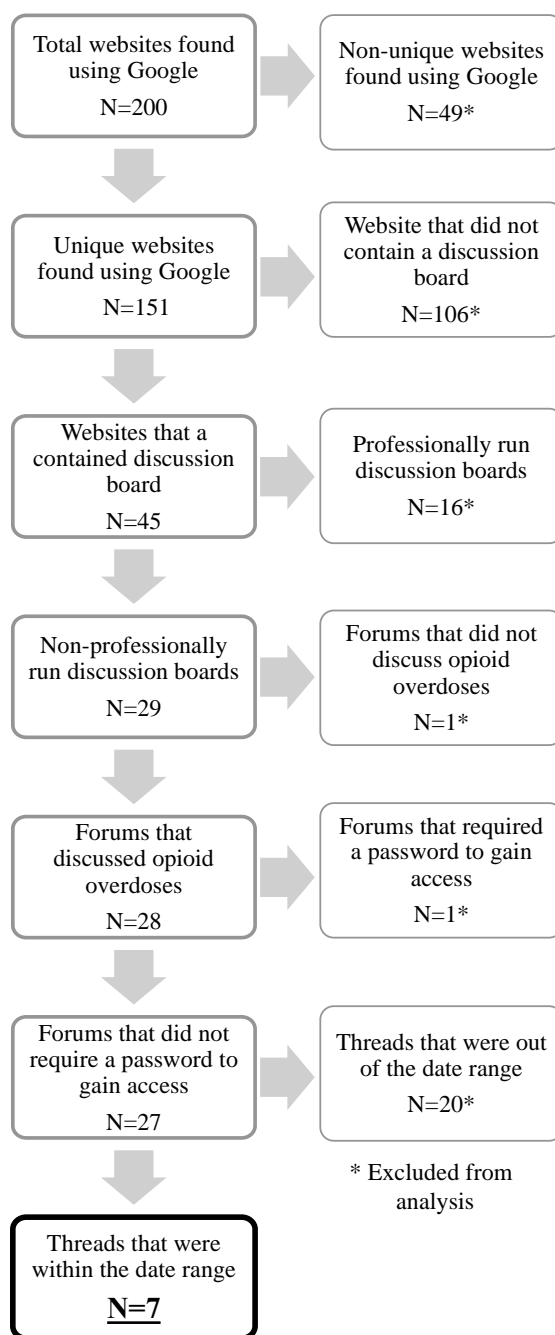 Total websites found
using Google
N=200
Non-unique websites
found using Google
N=49*
Unique websites
found using Google
N=151
Website that did not
contain a discussion
board
N=106*
Websites that a
contained discussion
board
N=45
Professionally run
discussion boards
N=16*
Non-professionally
run discussion boards
N=29
Forums that did not
discuss opioid
overdoses
N=1*
Forums that
discussed opioid
overdoses
N=28
Forums that required
a password to gain
access
N=1*
Forums that did not
require a password to
gain access
N=27
Threads that were out
of the date range
N=20*
* Excluded from
analysis
Threads that were
within the date range
N=7